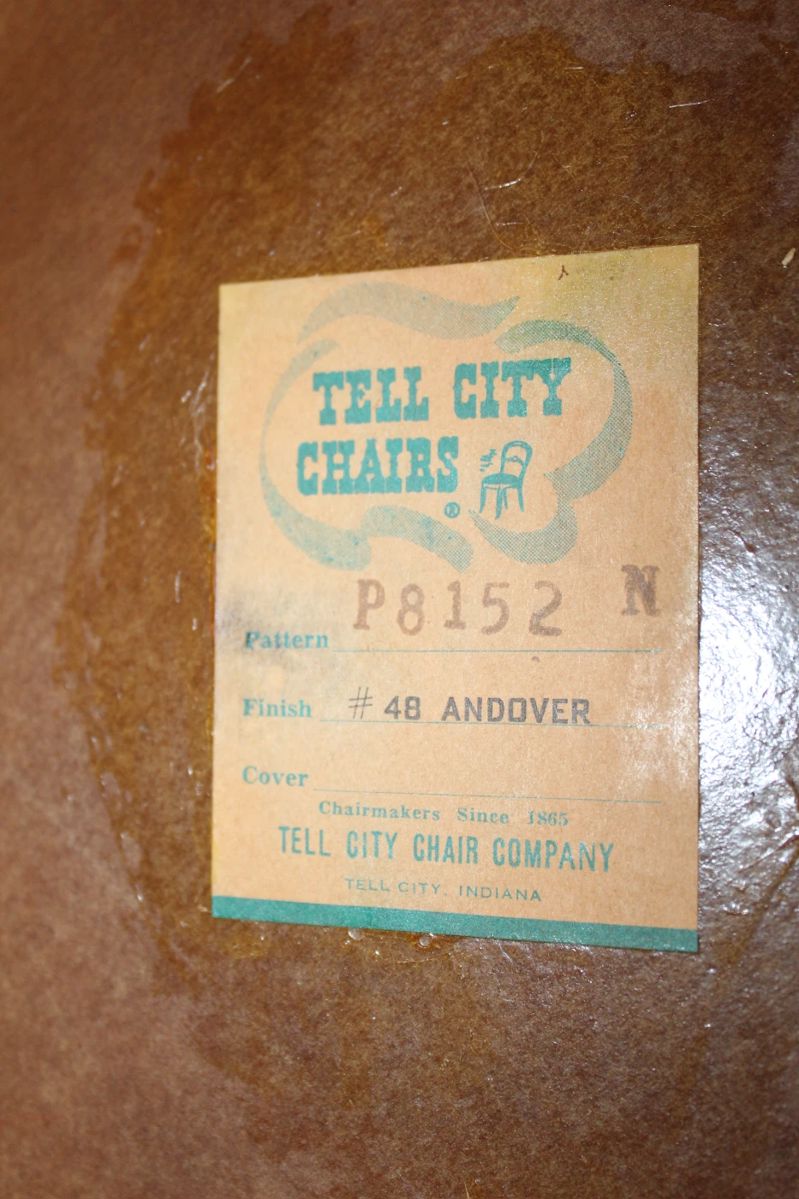 TELL CITY
CHAIRS ®
Pattern P8152 N
Finish # 48 ANDOVER
Cover
Chairmakers Since 1865
TELL CITY CHAIR COMPANY
TELL CITY, INDIANA